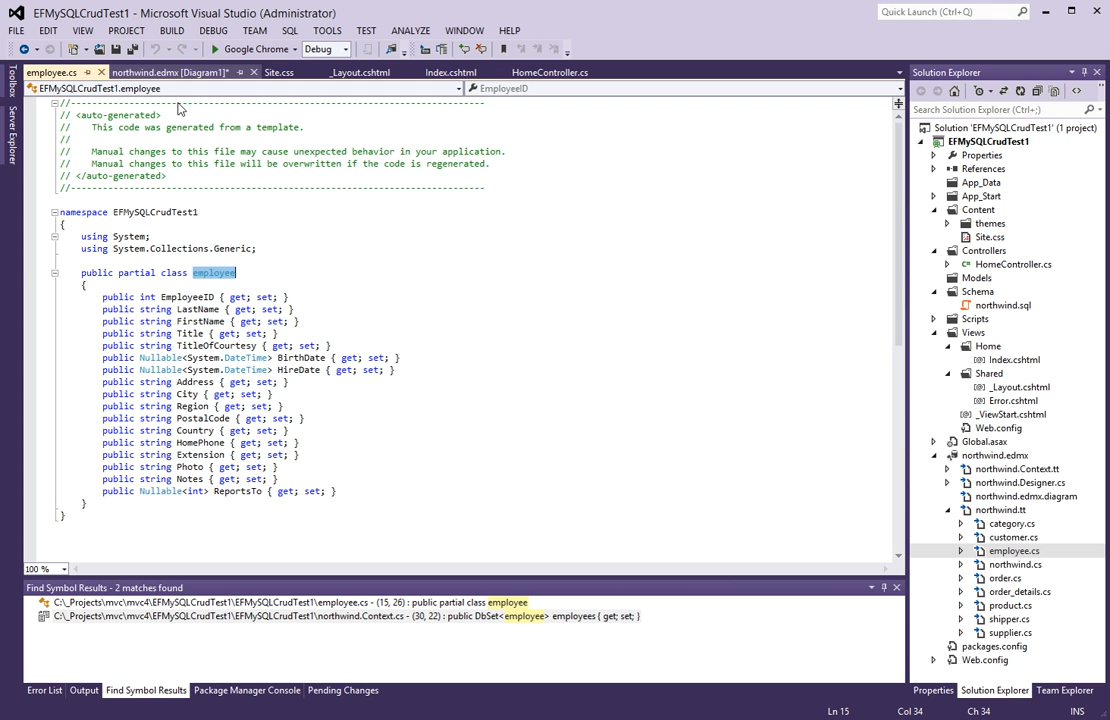 EFMySQLCrudTest1 - Microsoft Visual Studio (Administrator)
Quick Launch (Ctrl+Q)
FILE EDIT VIEW PROJECT BUILD DEBUG TEAM SQL TOOLS TEST ANALYZE WINDOW HELP
Google Chrome Debug
employee.cs northwind.edmx [Diagram1]* Site.css _Layout.cshtml Index.cshtml HomeController.cs
EFMySQLCrudTest1.employee EmployeeID
Toolbox
Server Explorer
//------------------------------------------------------------------------------
// <auto-generated>
//    This code was generated from a template.
//
//    Manual changes to this file may cause unexpected behavior in your application.
//    Manual changes to this file will be overwritten if the code is regenerated.
// </auto-generated>
//------------------------------------------------------------------------------
namespace EFMySQLCrudTest1
{
using System;
using System.Collections.Generic;
public partial class employee
{
public int EmployeeID { get; set; }
public string LastName { get; set; }
public string FirstName { get; set; }
public string Title { get; set; }
public string TitleOfCourtesy { get; set; }
public Nullable<System.DateTime> BirthDate { get; set; }
public Nullable<System.DateTime> HireDate { get; set; }
public string Address { get; set; }
public string City { get; set; }
public string Region { get; set; }
public string PostalCode { get; set; }
public string Country { get; set; }
public string HomePhone { get; set; }
public string Extension { get; set; }
public string Photo { get; set; }
public string Notes { get; set; }
public Nullable<int> ReportsTo { get; set; }
}
}
100 %
Find Symbol Results - 2 matches found
C:\_Projects\mvc\mvc4\EFMySQLCrudTest1\EFMySQLCrudTest1\employee.cs - (15, 26) : public partial class employee
C:\_Projects\mvc\mvc4\EFMySQLCrudTest1\EFMySQLCrudTest1\northwind.Context.cs - (30, 22) : public DbSet<employee> employees { get; set; }
Error List Output Find Symbol Results Package Manager Console Pending Changes
Solution Explorer
Search Solution Explorer (Ctrl+;)
Solution 'EFMySQLCrudTest1' (1 project)
EFMySQLCrudTest1
Properties
References
App_Data
App_Start
Content
themes
Site.css
Controllers
HomeController.cs
Models
Schema
northwind.sql
Scripts
Views
Home
Index.cshtml
Shared
_Layout.cshtml
Error.cshtml
_ViewStart.cshtml
Web.config
Global.asax
northwind.edmx
northwind.Context.tt
northwind.Designer.cs
northwind.edmx.diagram
northwind.tt
category.cs
customer.cs
employee.cs
northwind.cs
order.cs
order_details.cs
product.cs
shipper.cs
supplier.cs
packages.config
Web.config
Properties Solution Explorer Team Explorer
Ln 15 Col 34 Ch 34 INS